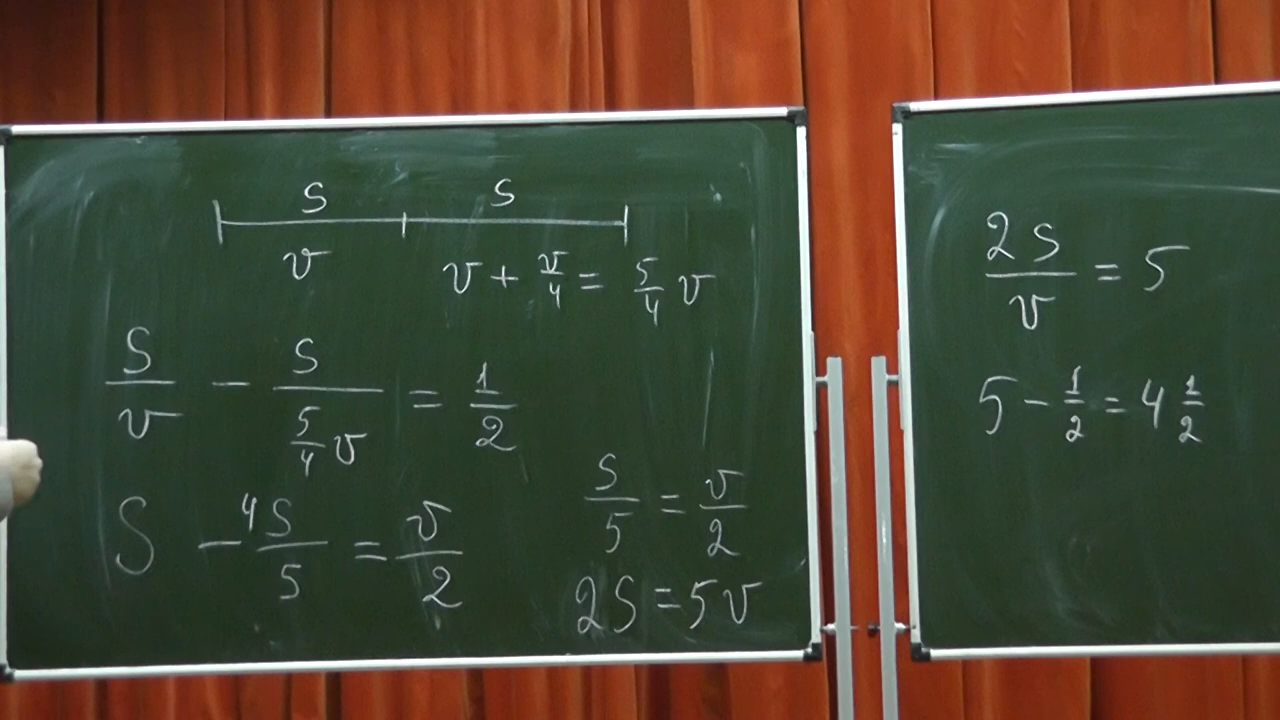 S S
v v + v/4 = 5/4 v
S/v - S/(5/4 v) = 1/2
S - 4S/5 = v/2
S/5 = v/2
2S = 5v
2S/v = 5
5 - 1/2 = 4 1/2